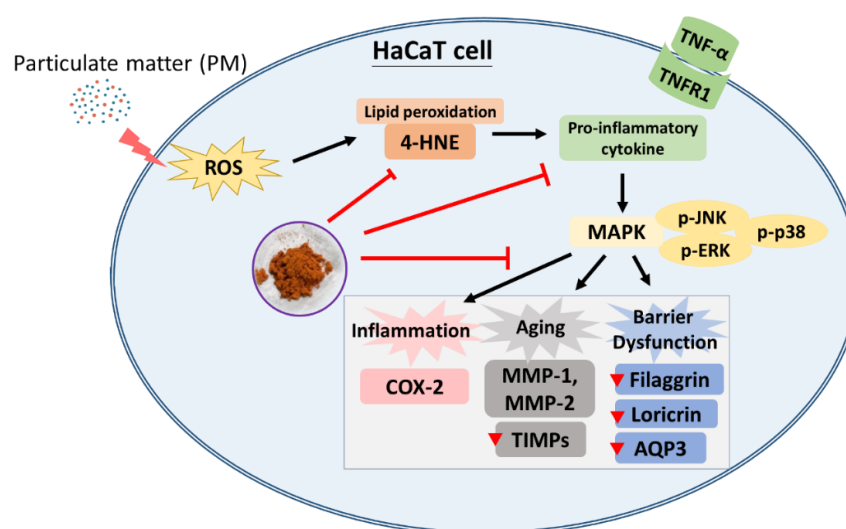 HaCaT cell
TNF-α
TNFR1
Particulate matter (PM)
ROS
Lipid peroxidation
4-HNE
Pro-inflammatory
cytokine
MAPK
p-JNK
p-ERK
p-p38
Inflammation
COX-2
Aging
MMP-1,
MMP-2
TIMPs
Barrier
Dysfunction
Filaggrin
Loricrin
AQP3